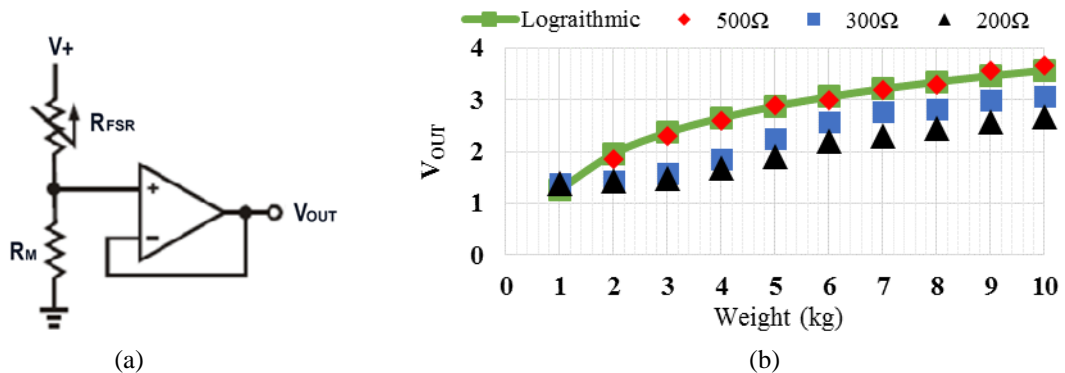 V+
RFSR
RM
+
−
VOUT
(a)
Lograithmic 500Ω 300Ω 200Ω
VOUT
4
3
2
1
0
0 1 2 3 4 5 6 7 8 9 10
Weight (kg)
(b)